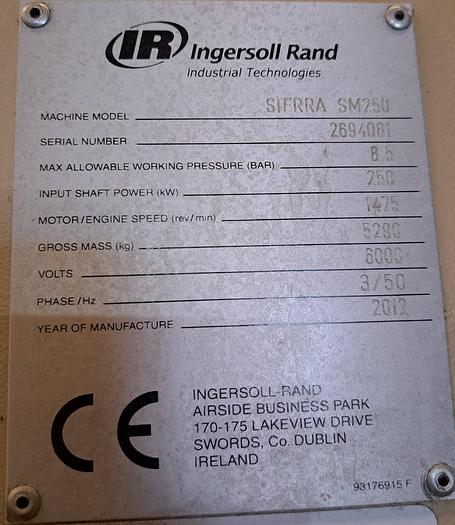 IR Ingersoll Rand
Industrial Technologies
MACHINE MODEL SIERRA SM250
SERIAL NUMBER 2694081
MAX ALLOWABLE WORKING PRESSURE (BAR) 8.5
INPUT SHAFT POWER (kW) 250
MOTOR/ENGINE SPEED (rev/min) 1475
GROSS MASS (kg)
VOLTS
PHASE/Hz 3/50
YEAR OF MANUFACTURE 2012
CE
INGERSOLL-RAND
AIRSIDE BUSINESS PARK
170-175 LAKEVIEW DRIVE
SWORDS, Co. DUBLIN
IRELAND
93176915 F